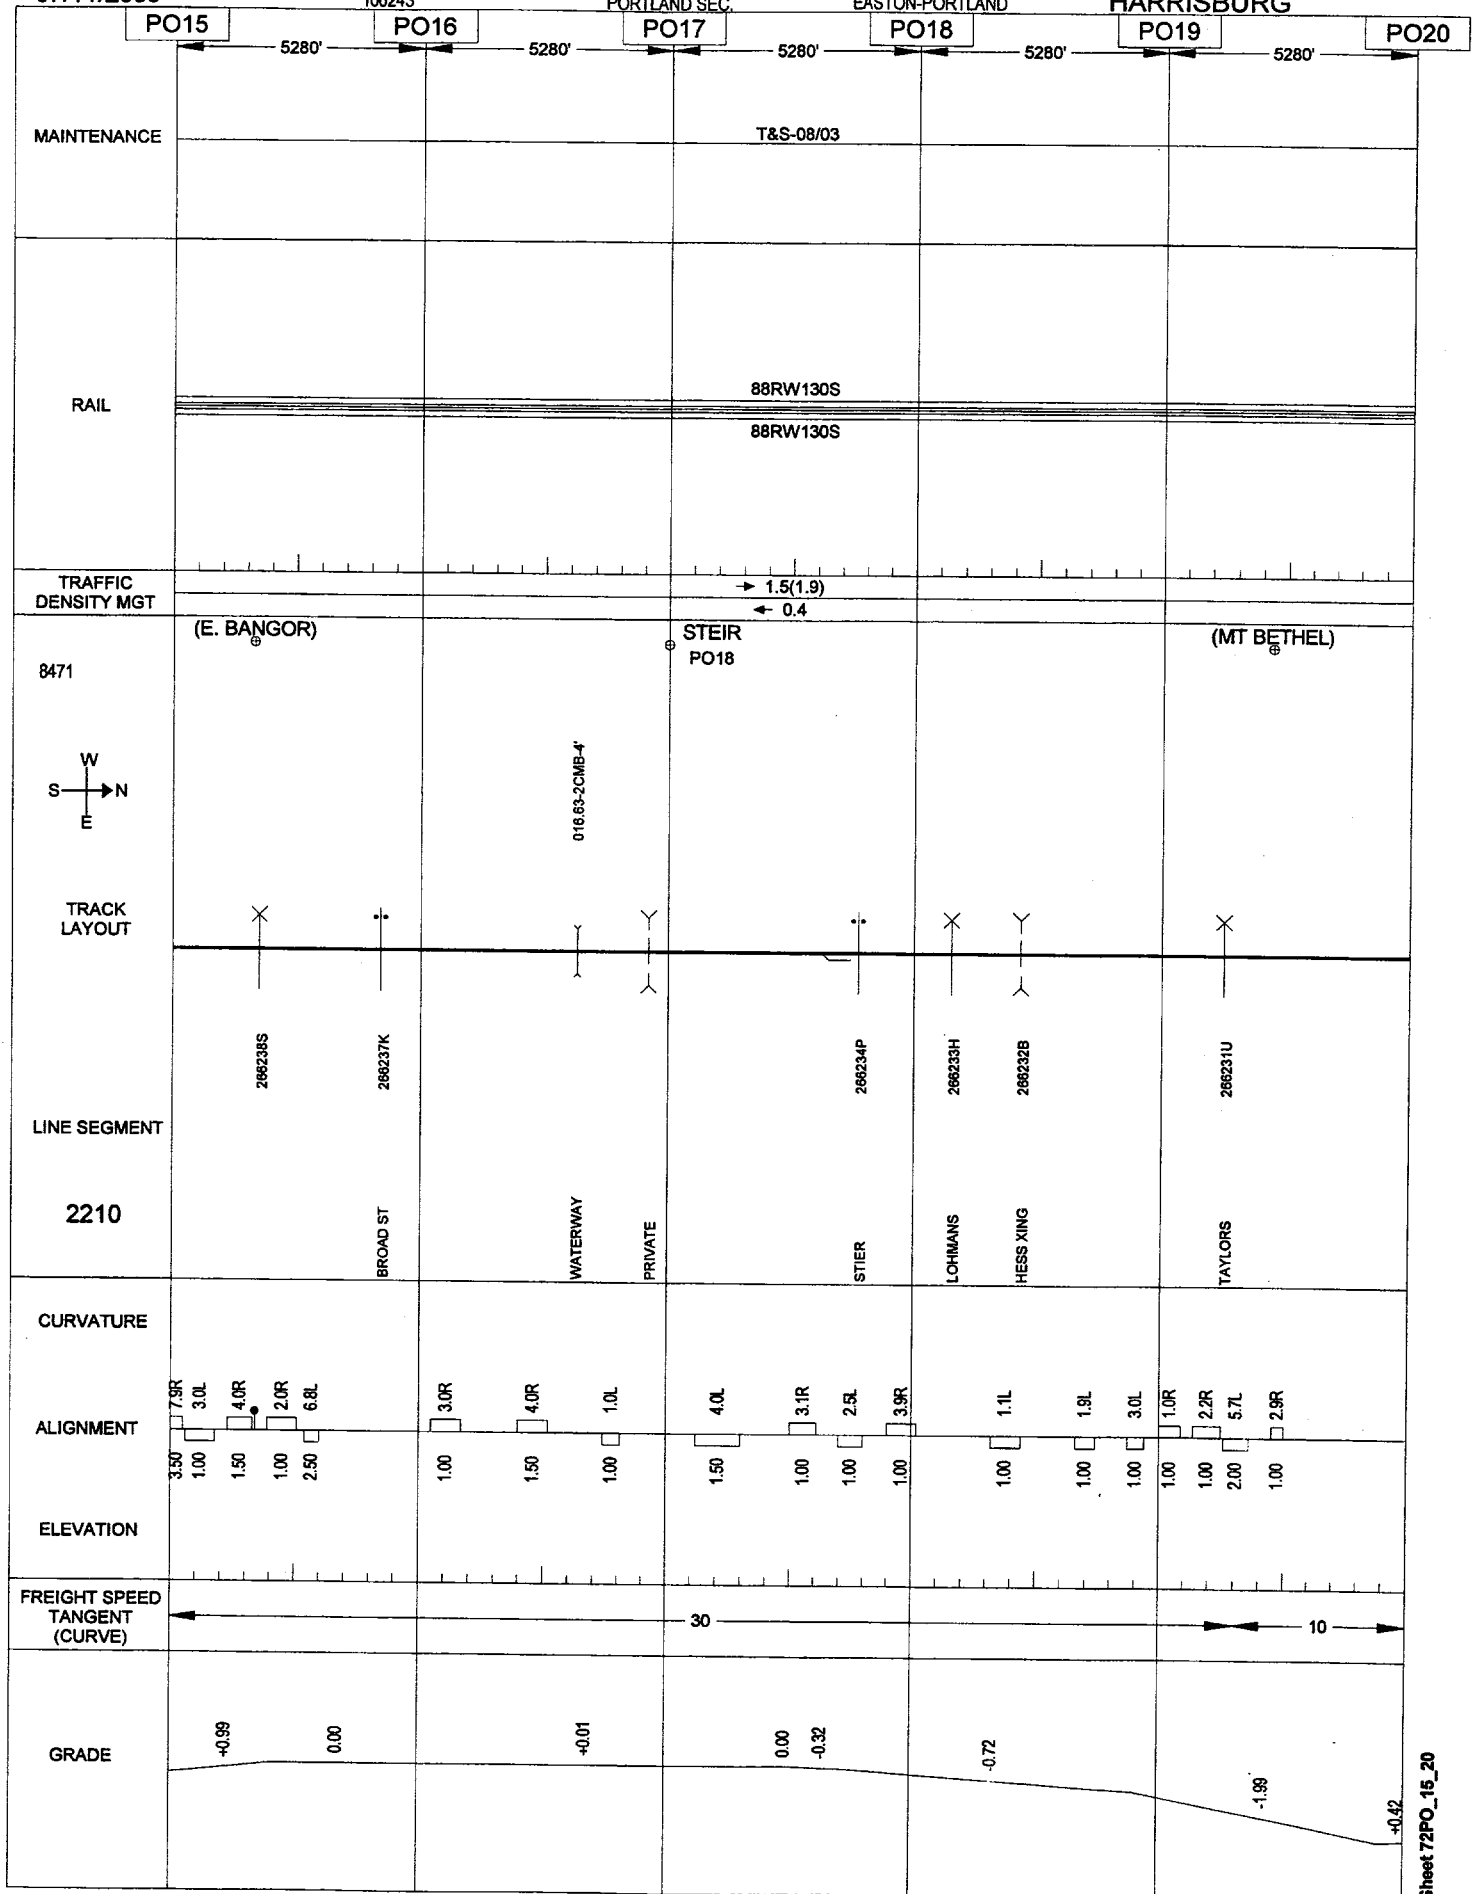 PORTLAND SEC.
EASTON-PORTLAND
HARRISBURG
PO15 PO16 PO17 PO18 PO19 PO20
5280' 5280' 5280' 5280' 5280'
MAINTENANCE
T&S-08/03
RAIL
88RW130S
88RW130S
TRAFFIC
DENSITY MGT
1.5(1.9)
0.4
(E. BANGOR)
STEIR
PO18
(MT BETHEL)
8471
W
S N
E
016.63-2CMB-4'
TRACK
LAYOUT
266238S
266237K
266234P
266233H
266232B
266231U
LINE SEGMENT
2210
BROAD ST
WATERWAY
PRIVATE
STIER
LOHMANS
HESS XING
TAYLORS
CURVATURE
ALIGNMENT
7.9R 3.0L 4.0R 2.0R 6.8L 3.0R 4.0R 1.0L 4.0L 3.1R 2.5L 3.9R 1.1L 1.9L 3.0L 1.0R 2.2R 5.7L 2.9R
3.50 1.00 1.50 1.00 2.50 1.00 1.50 1.00 1.50 1.00 1.00 1.00 1.00 1.00 1.00 1.00 1.00 2.00 1.00
ELEVATION
FREIGHT SPEED
TANGENT
(CURVE)
30
10
GRADE
+0.99 0.00 +0.01 0.00 -0.32 -0.72 -1.99 +0.42
Sheet 72PO_15_20